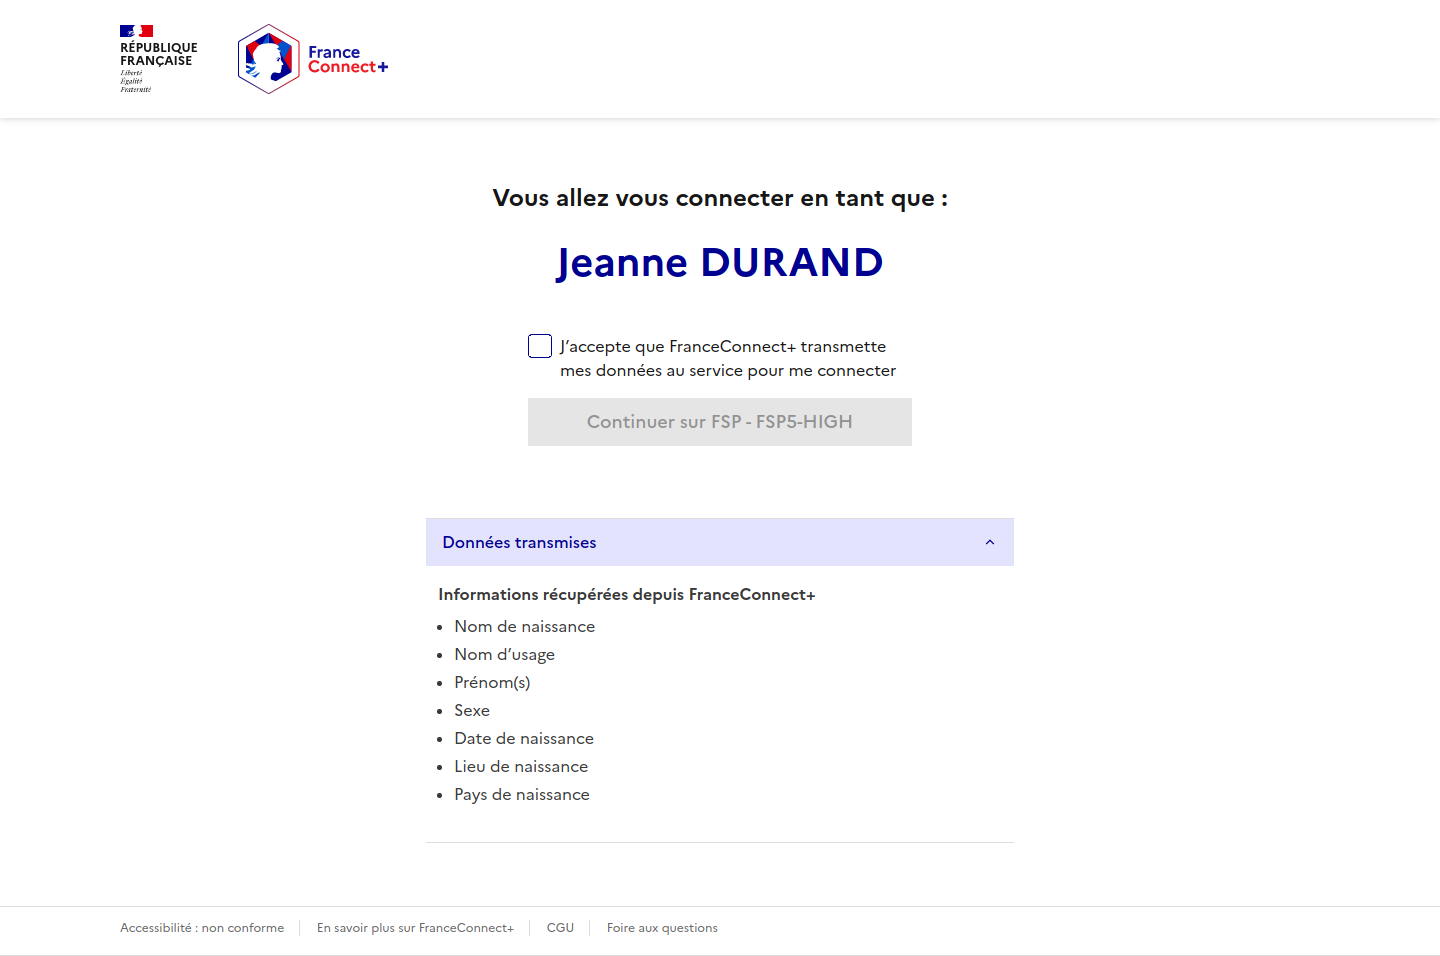 RÉPUBLIQUE
FRANÇAISE
Liberté
Égalité
Fraternité
France
Connect+
Vous allez vous connecter en tant que :
Jeanne DURAND
J’accepte que FranceConnect+ transmette
mes données au service pour me connecter
Continuer sur FSP - FSP5-HIGH
Données transmises
Informations récupérées depuis FranceConnect+
• Nom de naissance
• Nom d’usage
• Prénom(s)
• Sexe
• Date de naissance
• Lieu de naissance
• Pays de naissance
Accessibilité : non conforme
En savoir plus sur FranceConnect+
CGU
Foire aux questions